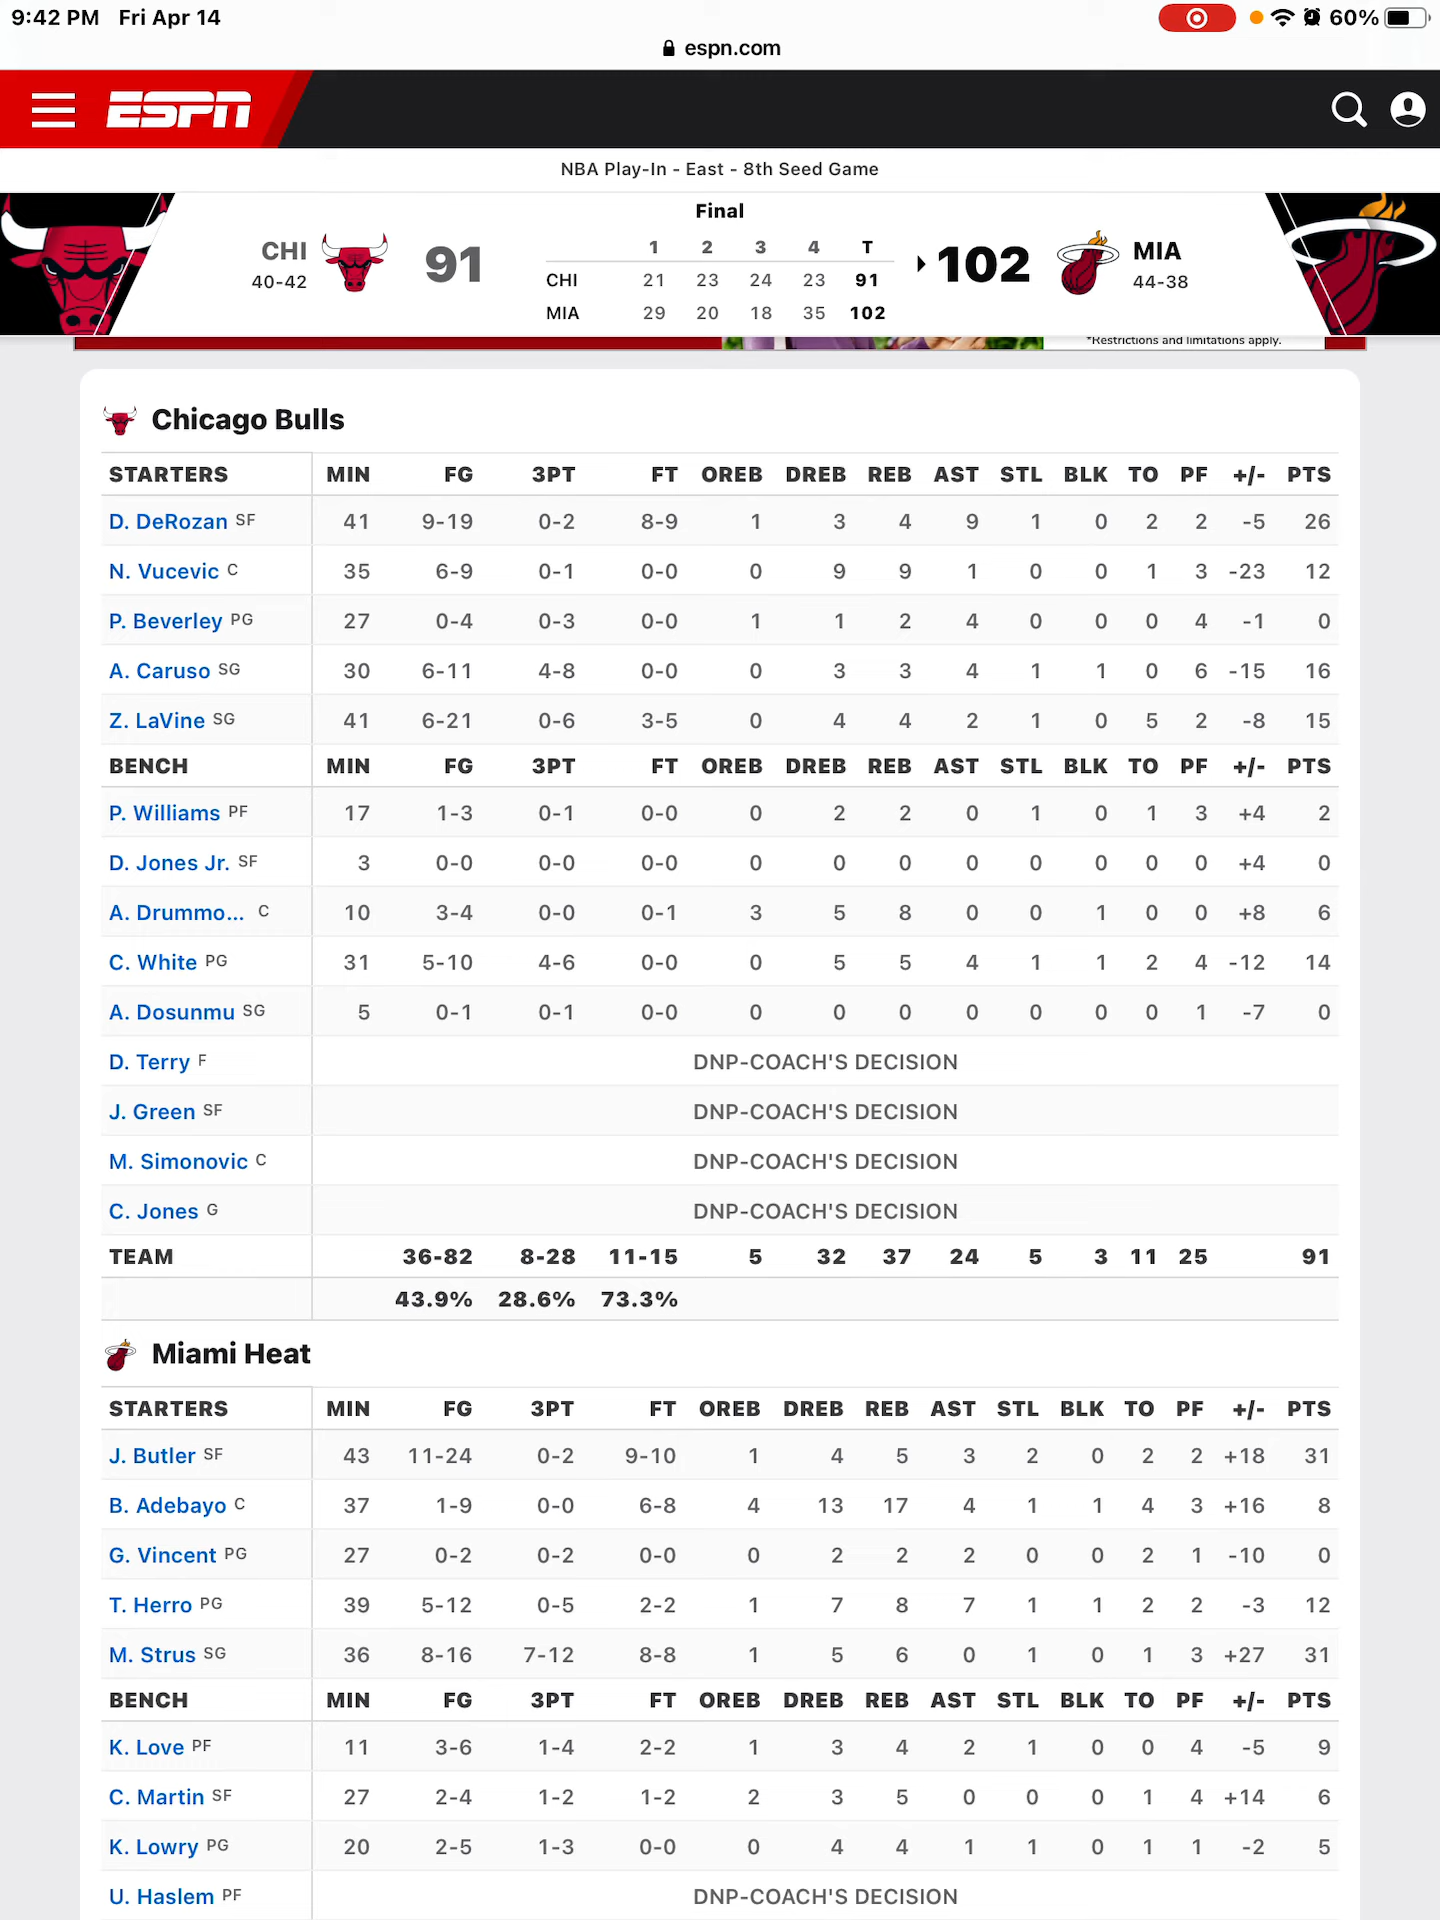 9:42 PM Fri Apr 14 60%
espn.com
ESPN
NBA Play-In - East - 8th Seed Game
Final
CHI 40-42 91
1 2 3 4 T
CHI 21 23 24 23 91
MIA 29 20 18 35 102
102 MIA 44-38
*Restrictions and limitations apply.
Chicago Bulls
STARTERS MIN FG 3PT FT OREB DREB REB AST STL BLK TO PF +/- PTS
D. DeRozan SF 41 9-19 0-2 8-9 1 3 4 9 1 0 2 2 -5 26
N. Vucevic C 35 6-9 0-1 0-0 0 9 9 1 0 0 1 3 -23 12
P. Beverley PG 27 0-4 0-3 0-0 1 1 2 4 0 0 0 4 -1 0
A. Caruso SG 30 6-11 4-8 0-0 0 3 3 4 1 1 0 6 -15 16
Z. LaVine SG 41 6-21 0-6 3-5 0 4 4 2 1 0 5 2 -8 15
BENCH MIN FG 3PT FT OREB DREB REB AST STL BLK TO PF +/- PTS
P. Williams PF 17 1-3 0-1 0-0 0 2 2 0 1 0 1 3 +4 2
D. Jones Jr. SF 3 0-0 0-0 0-0 0 0 0 0 0 0 0 0 +4 0
A. Drummo... C 10 3-4 0-0 0-1 3 5 8 0 0 1 0 0 +8 6
C. White PG 31 5-10 4-6 0-0 0 5 5 4 1 1 2 4 -12 14
A. Dosunmu SG 5 0-1 0-1 0-0 0 0 0 0 0 0 0 1 -7 0
D. Terry F DNP-COACH'S DECISION
J. Green SF DNP-COACH'S DECISION
M. Simonovic C DNP-COACH'S DECISION
C. Jones G DNP-COACH'S DECISION
TEAM 36-82 8-28 11-15 5 32 37 24 5 3 11 25 91
43.9% 28.6% 73.3%
Miami Heat
STARTERS MIN FG 3PT FT OREB DREB REB AST STL BLK TO PF +/- PTS
J. Butler SF 43 11-24 0-2 9-10 1 4 5 3 2 0 2 2 +18 31
B. Adebayo C 37 1-9 0-0 6-8 4 13 17 4 1 1 4 3 +16 8
G. Vincent PG 27 0-2 0-2 0-0 0 2 2 2 0 0 2 1 -10 0
T. Herro PG 39 5-12 0-5 2-2 1 7 8 7 1 1 2 2 -3 12
M. Strus SG 36 8-16 7-12 8-8 1 5 6 0 1 0 1 3 +27 31
BENCH MIN FG 3PT FT OREB DREB REB AST STL BLK TO PF +/- PTS
K. Love PF 11 3-6 1-4 2-2 1 3 4 2 1 0 0 4 -5 9
C. Martin SF 27 2-4 1-2 1-2 2 3 5 0 0 0 1 4 +14 6
K. Lowry PG 20 2-5 1-3 0-0 0 4 4 1 1 0 1 1 -2 5
U. Haslem PF DNP-COACH'S DECISION